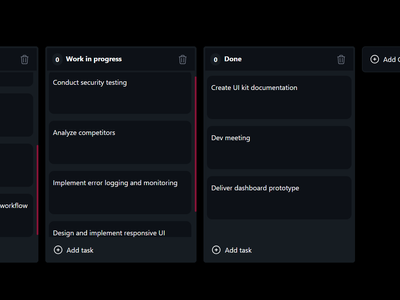 0 Work in progress
0 Done
Add
Conduct security testing
Create UI kit documentation
Analyze competitors
Dev meeting
Implement error logging and monitoring
Deliver dashboard prototype
workflow
Design and implement responsive UI
Add task
Add task